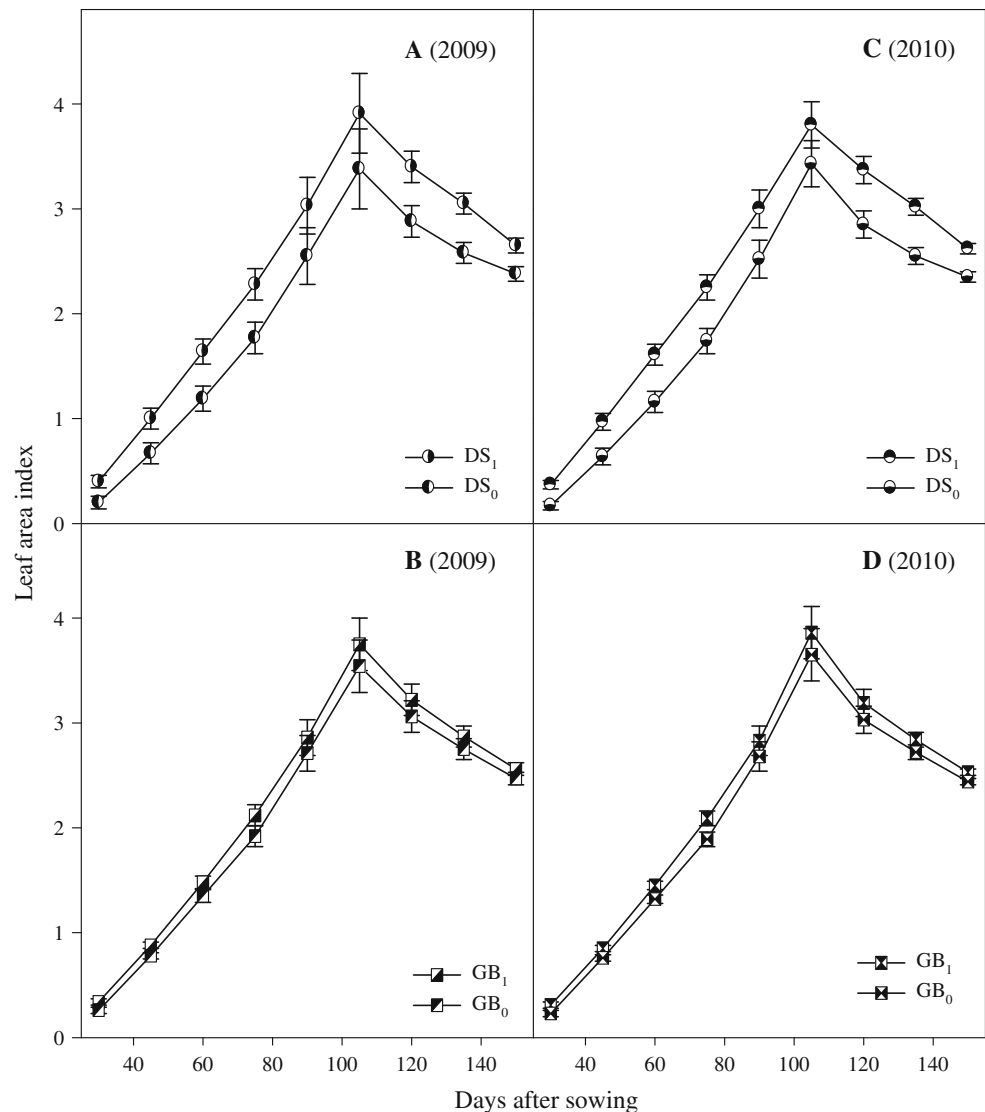 A (2009)
C (2010)
4
3
2
1
0
DS₁
DS₀
DS₁
DS₀
Leaf area index
B (2009)
D (2010)
4
3
2
1
0
GB₁
GB₀
GB₁
GB₀
40 60 80 100 120 140 40 60 80 100 120 140
Days after sowing